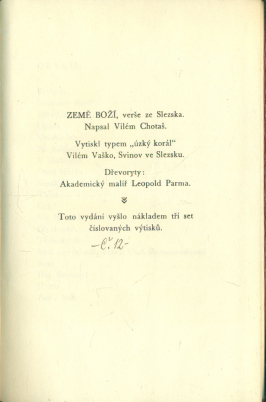 ZEMĚ BOŽÍ, verše ze Slezska.
Napsal Vilém Chotaš.
Vytiskl typem „úzký korál"
Vilém Vaško, Svinov ve Slezsku.
Dřevoryty:
Akademický malíř Leopold Parma.
Toto vydání vyšlo nákladem tří set
číslovaných výtisků.
-Č. 12-